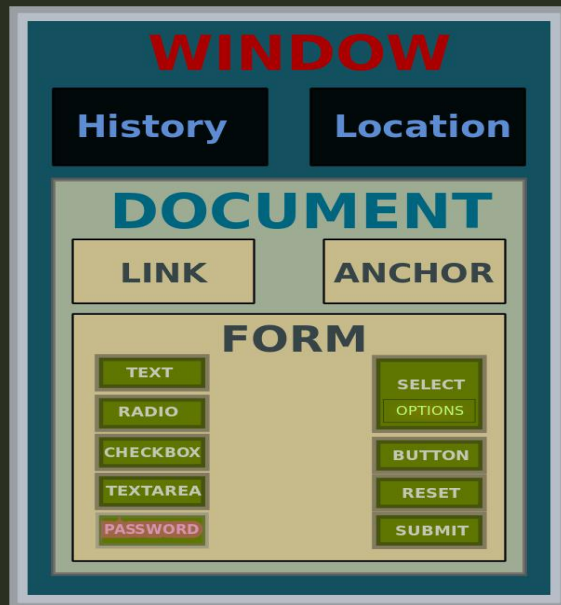 WINDOW
History
Location
DOCUMENT
LINK
ANCHOR
FORM
TEXT
RADIO
CHECKBOX
TEXTAREA
PASSWORD
SELECT
OPTIONS
BUTTON
RESET
SUBMIT